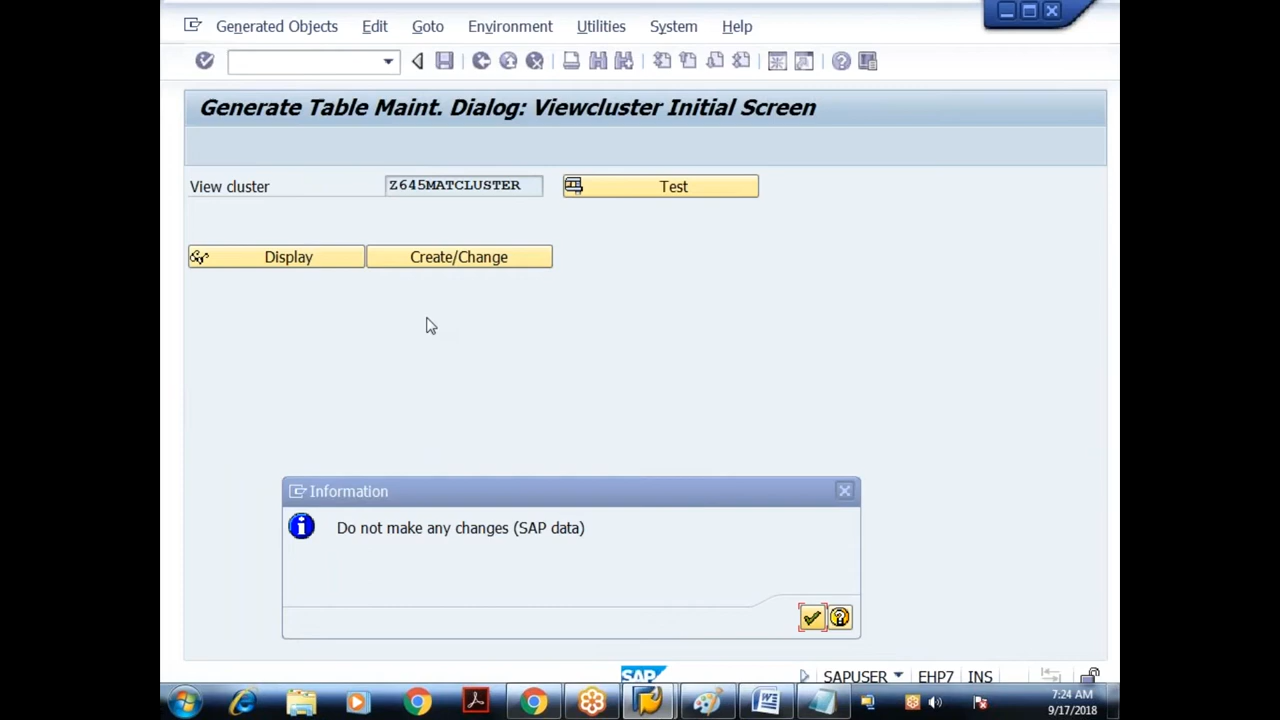 Generated Objects Edit Goto Environment Utilities System Help
Generate Table Maint. Dialog: Viewcluster Initial Screen
View cluster Z645MATCLUSTER Test
Display Create/Change
Information
Do not make any changes (SAP data)
SAP SAPUSER EHP7 INS
7:24 AM
9/17/2018